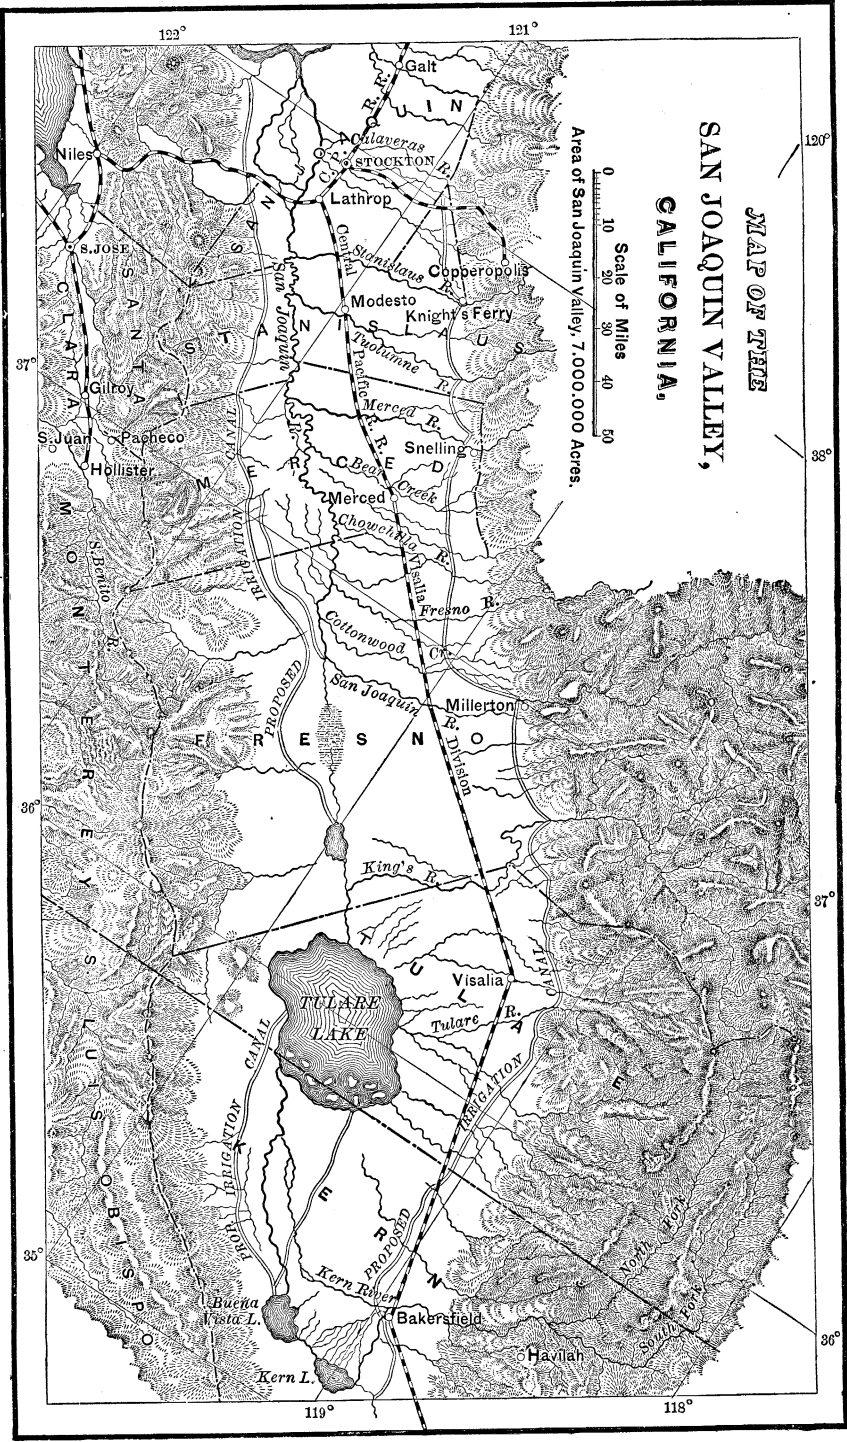 MAP OF THE
SAN JOAQUIN VALLEY,
CALIFORNIA,
Scale of Miles
0 10 20 30 40 50
Area of San Joaquin Valley, 7.000.000 Acres.
122°
121°
120°
Galt
SAN JOAQUIN
C. P. R. R.
Calaveras R.
Niles
STOCKTON
Lathrop
S. JOSE
Central Pacific R. R.
Stanislaus R.
Copperopolis
San Joaquin R.
Modesto
Knight's Ferry
SANTA CLARA
STANISLAUS
Tuolumne R.
37°
Gilroy
Merced R.
CANAL
S. Juan
Pacheco
Snelling
38°
Hollister
MERCED
Bear Creek
Merced
Chowchilla R.
IRRIGATION
Visalia Division
MONTEREY
S. Benito R.
Fresno R.
Cottonwood Cr.
PROPOSED
San Joaquin R.
Millerton
FRESNO
36°
King's R.
37°
TULARE
Visalia
CANAL
TULARE
LAKE
Tulare R.
S LUIS OBISPO
CANAL
IRRIGATION
PROP. IRRIGATION
KERN
North Fork
South Fork
PROPOSED
35°
Kern River
Buena
Vista L.
Bakersfield
36°
Havilah
Kern L.
119°
118°